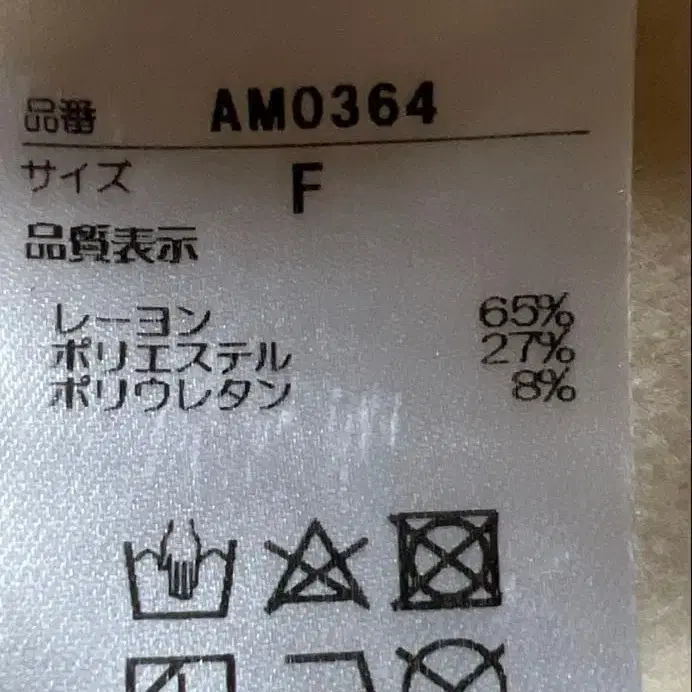 品番 AM0364
サイズ F
品質表示
レーヨン 65%
ポリエステル 27%
ポリウレタン 8%